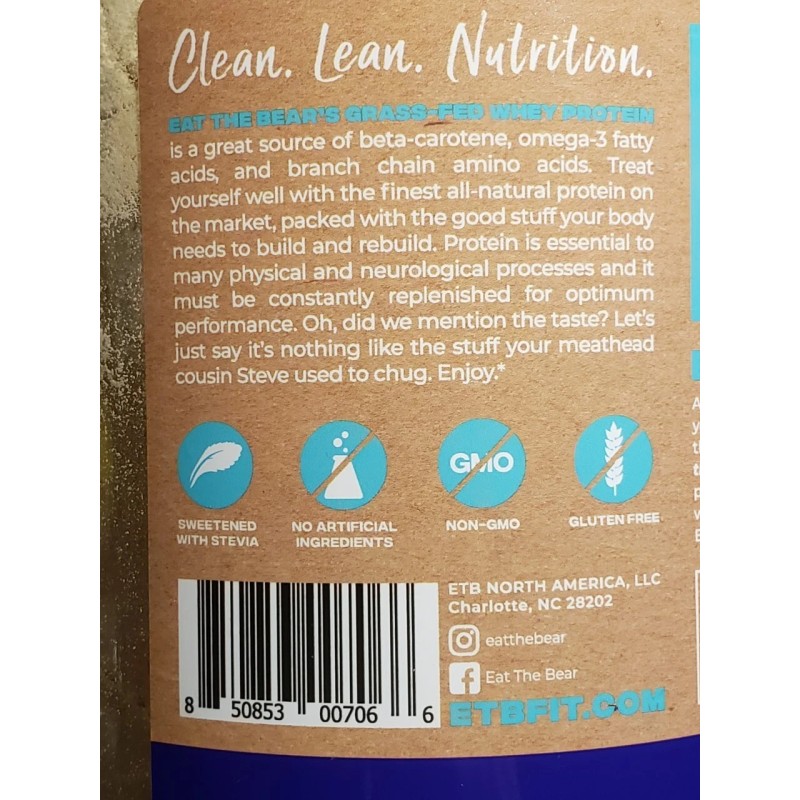 Clean. Lean. Nutrition.
EAT THE BEAR'S GRASS-FED WHEY PROTEIN
is a great source of beta-carotene, omega-3 fatty
acids, and branch chain amino acids. Treat
yourself well with the finest all-natural protein on
the market, packed with the good stuff your body
needs to build and rebuild. Protein is essential to
many physical and neurological processes and it
must be constantly replenished for optimum
performance. Oh, did we mention the taste? Let's
just say it's nothing like the stuff your meathead
cousin Steve used to chug. Enjoy.*
GMO
SWEETENED
WITH STEVIA
NO ARTIFICIAL
INGREDIENTS
NON-GMO
GLUTEN FREE
ETB NORTH AMERICA, LLC
Charlotte, NC 28202
eatthebear
Eat The Bear
ETBFIT.COM
8 50853 00706 6